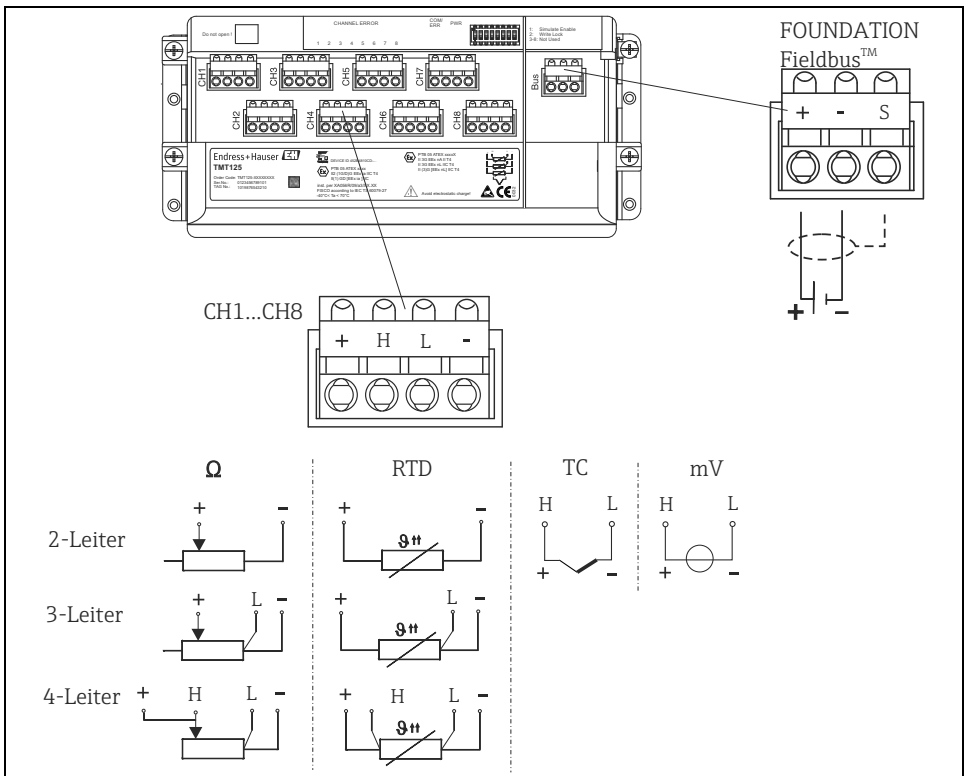 Do not open !
CHANNEL ERROR
COM/
ERR
PWR
1 2 3 4 5 6 7 8
1: Simulate Enable
2: Write Lock
3-8: Not Used
FOUNDATION
Fieldbus™
CH1
CH3
CH5
CH7
Bus
CH2
CH4
CH6
CH8
+ - S
Endress+Hauser
TMT125
Avoid electrostatic charge!
+ -
CH1...CH8
+ H L -
Ω RTD TC mV
2-Leiter
+ -
+ ϑ -
H L
+ -
H L
+ -
3-Leiter
+ L -
+ ϑ L -
4-Leiter
+ H L -
+ H ϑ L -